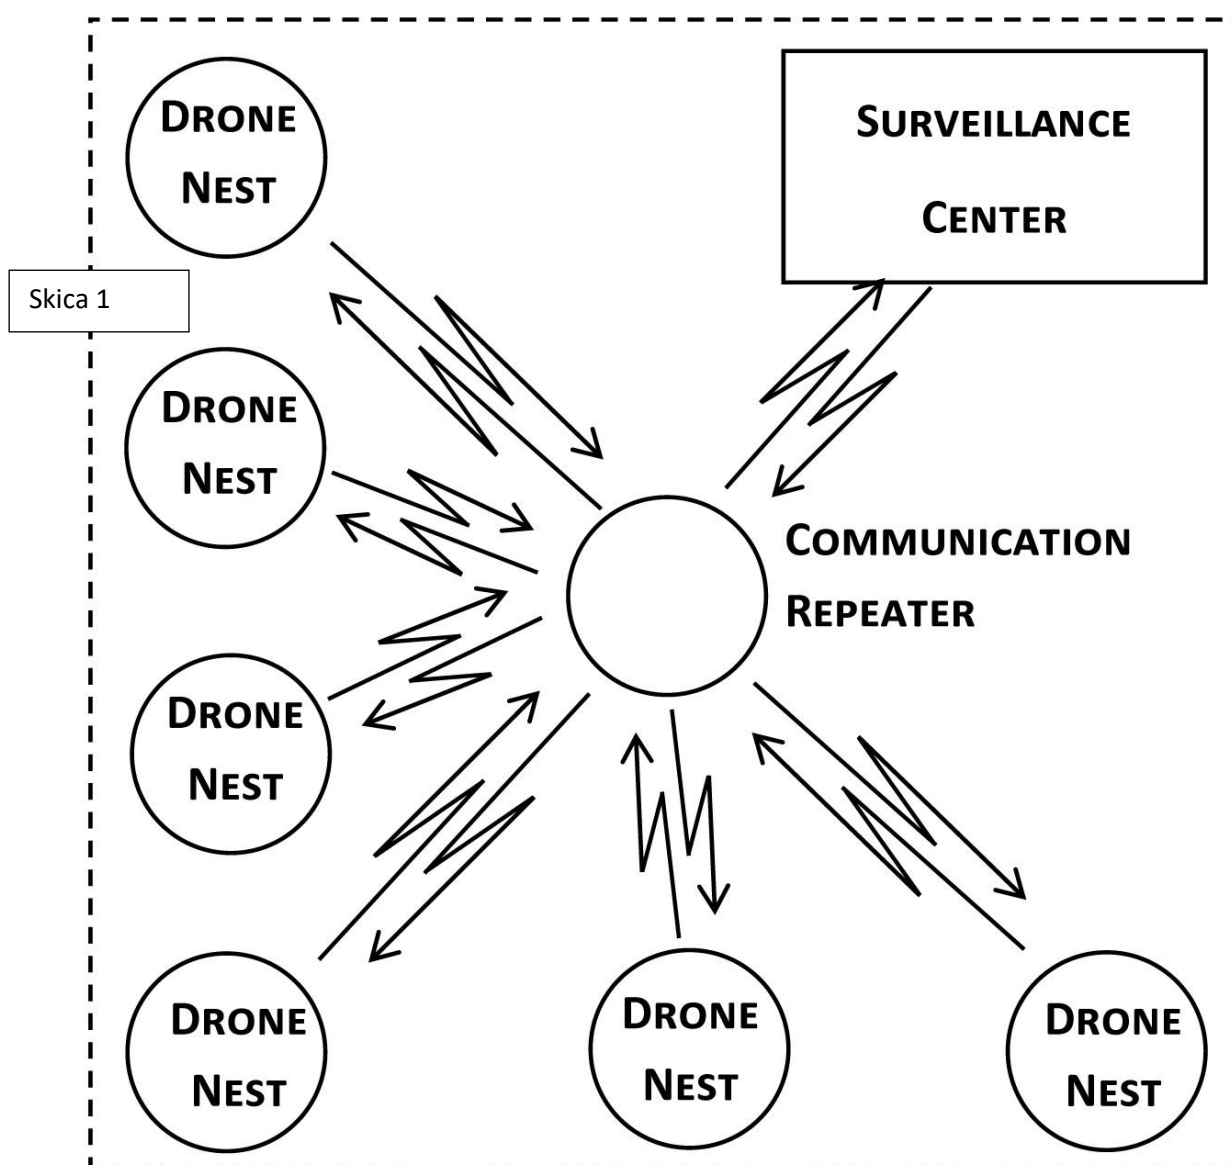 DRONE
NEST
SURVEILLANCE
CENTER
Skica 1
DRONE
NEST
COMMUNICATION
REPEATER
DRONE
NEST
DRONE
NEST
DRONE
NEST
DRONE
NEST